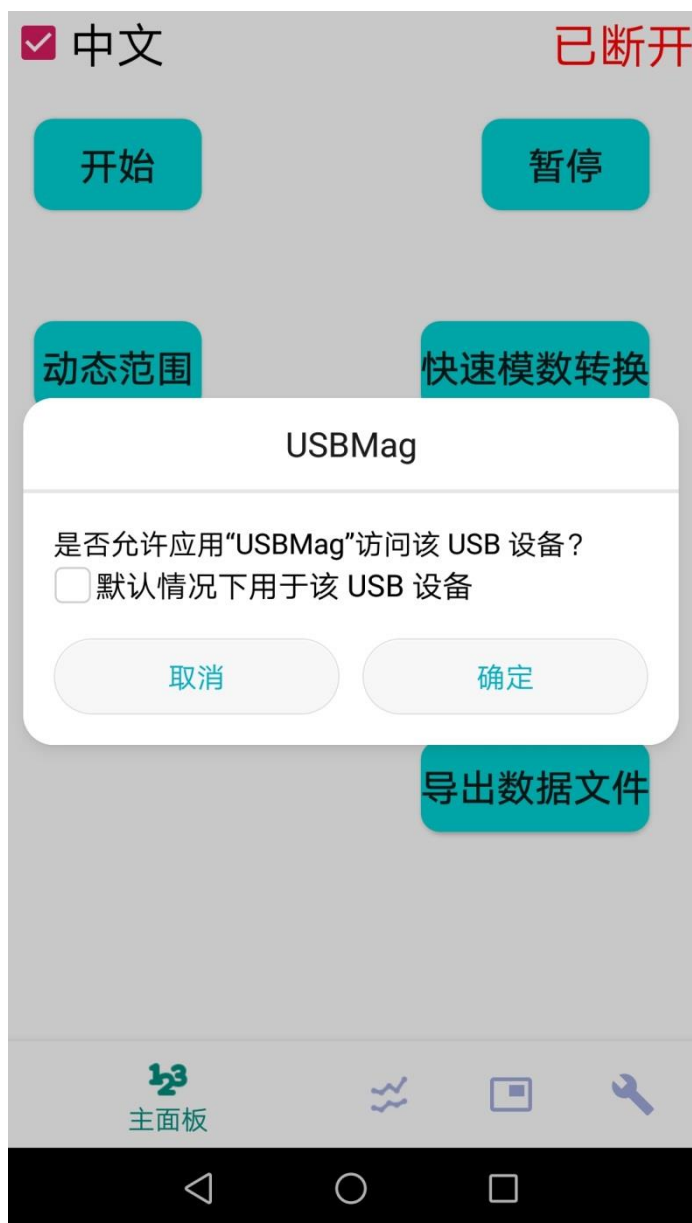 中文
已断开
开始
暂停
动态范围
快速模数转换
USBMag
是否允许应用“USBMag”访问该 USB 设备?
默认情况下用于该 USB 设备
取消
确定
导出数据文件
123
主面板